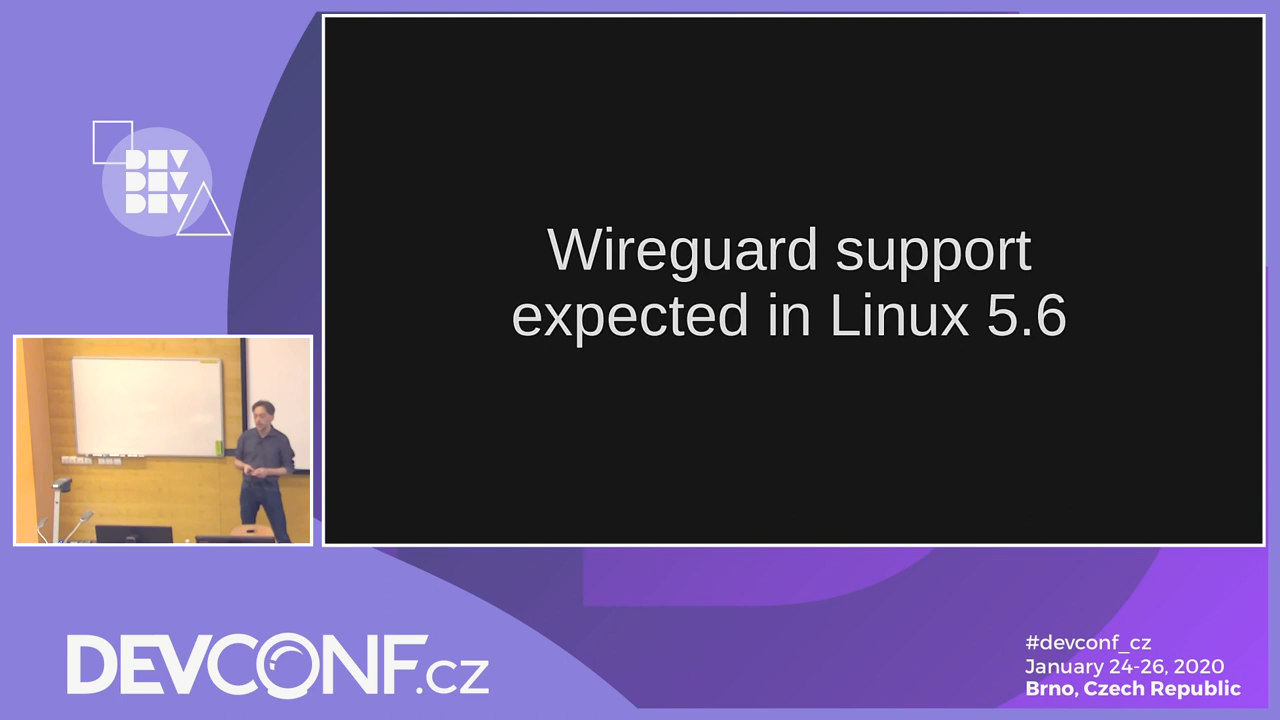 DEV
DEV
DEV
Wireguard support
expected in Linux 5.6
DEVCONF.CZ
#devconf_cz
January 24-26, 2020
Brno, Czech Republic